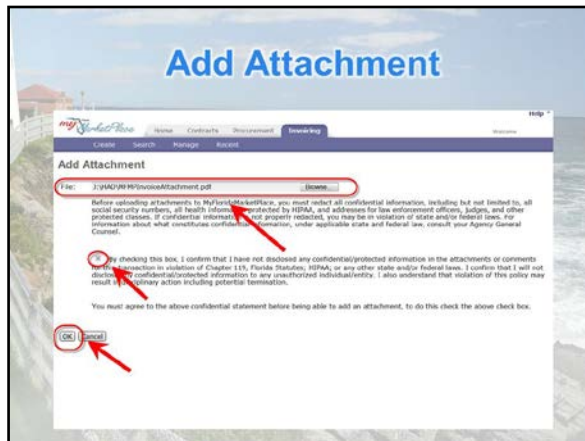 Add Attachment
Help
my MarketPlace Home Contracts Procurement Invoicing Welcome
Create Search Manage Recent
Add Attachment
File: J:\HAD\MFMP\InvoiceAttachment.pdf Browse...
Before uploading attachments to MyFloridaMarketPlace, you must redact all confidential information, including but not limited to, all
social security numbers, all health information protected by HIPAA, and addresses for law enforcement officers, judges, and other
protected classes. If confidential information not properly redacted, you may be in violation of state and/or federal laws. For
information about what constitutes confidential information, under applicable state and federal law, consult your Agency General
Counsel.
By checking this box, I confirm that I have not disclosed any confidential/protected information in the attachments or comments
for this transaction in violation of Chapter 119, Florida Statutes; HIPAA; or any other state and/or federal laws. I confirm that I will not
disclose any confidential/protected information to any unauthorized individual/entity. I also understand that violation of this policy may
result in disciplinary action including potential termination.
You must agree to the above confidential statement before being able to add an attachment, to do this check the above check box.
OK Cancel